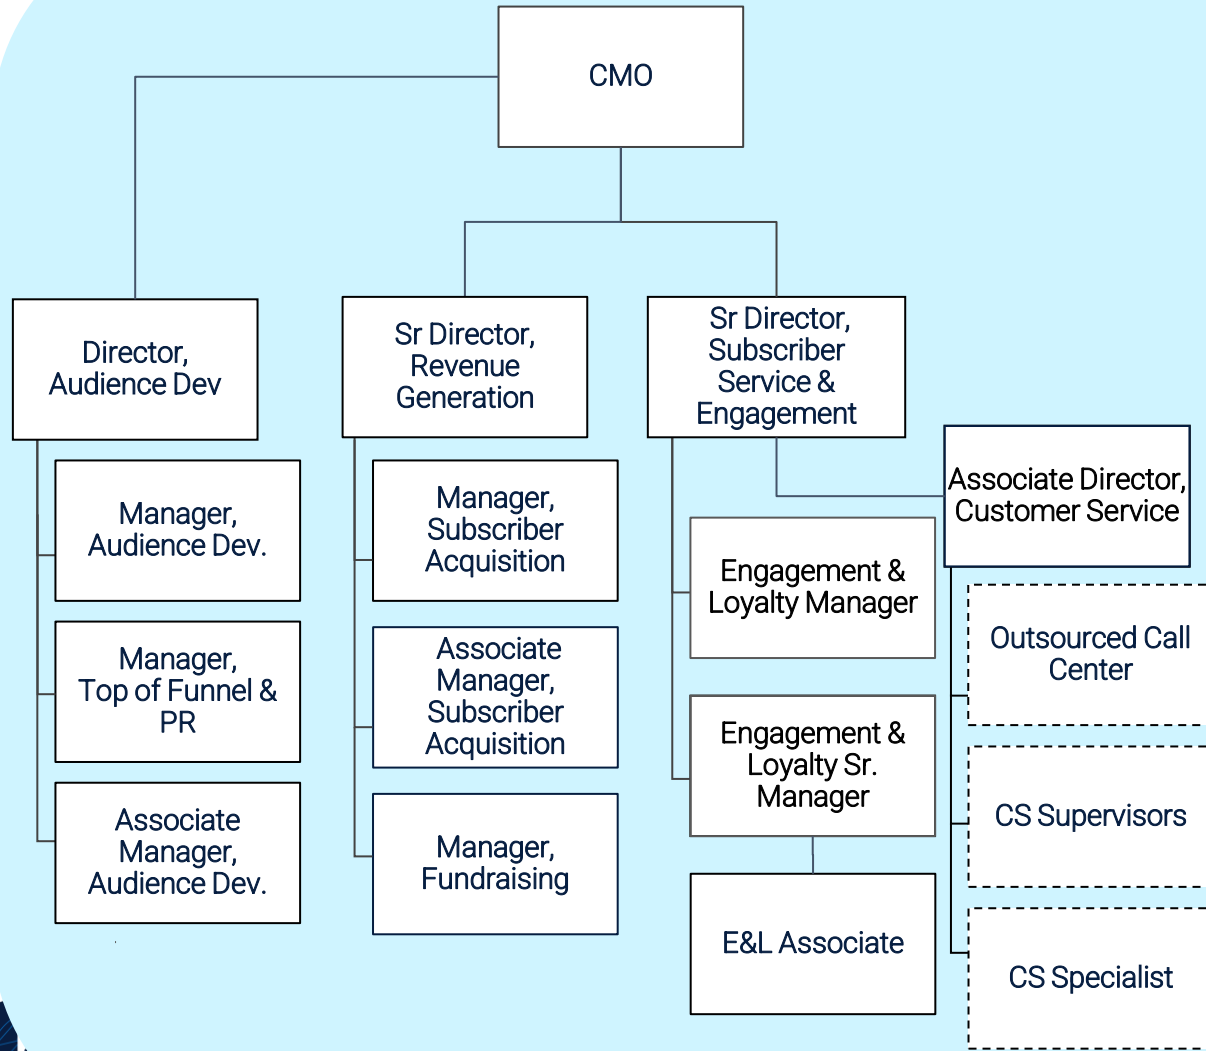 CMO
Director,
Audience Dev
Sr Director,
Revenue
Generation
Sr Director,
Subscriber
Service &
Engagement
Manager,
Audience Dev.
Manager,
Top of Funnel &
PR
Associate
Manager,
Audience Dev.
Manager,
Subscriber
Acquisition
Associate
Manager,
Subscriber
Acquisition
Manager,
Fundraising
Engagement &
Loyalty Manager
Engagement &
Loyalty Sr.
Manager
E&L Associate
Associate Director,
Customer Service
Outsourced Call
Center
CS Supervisors
CS Specialist